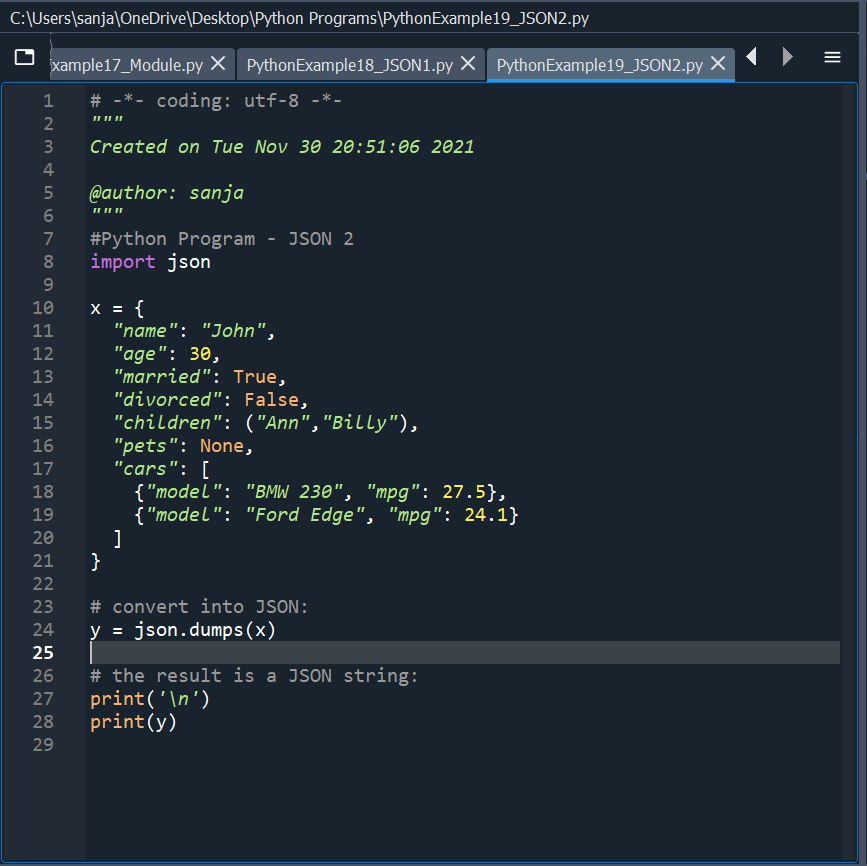 C:\Users\sanja\OneDrive\Desktop\Python Programs\PythonExample19_JSON2.py
xample17_Module.py PythonExample18_JSON1.py PythonExample19_JSON2.py
1 # -*- coding: utf-8 -*-
2 """
3 Created on Tue Nov 30 20:51:06 2021
4
5 @author: sanja
6 """
7 #Python Program - JSON 2
8 import json
9
10 x = {
11   "name": "John",
12   "age": 30,
13   "married": True,
14   "divorced": False,
15   "children": ("Ann","Billy"),
16   "pets": None,
17   "cars": [
18     {"model": "BMW 230", "mpg": 27.5},
19     {"model": "Ford Edge", "mpg": 24.1}
20   ]
21 }
22
23 # convert into JSON:
24 y = json.dumps(x)
25
26 # the result is a JSON string:
27 print('\n')
28 print(y)
29